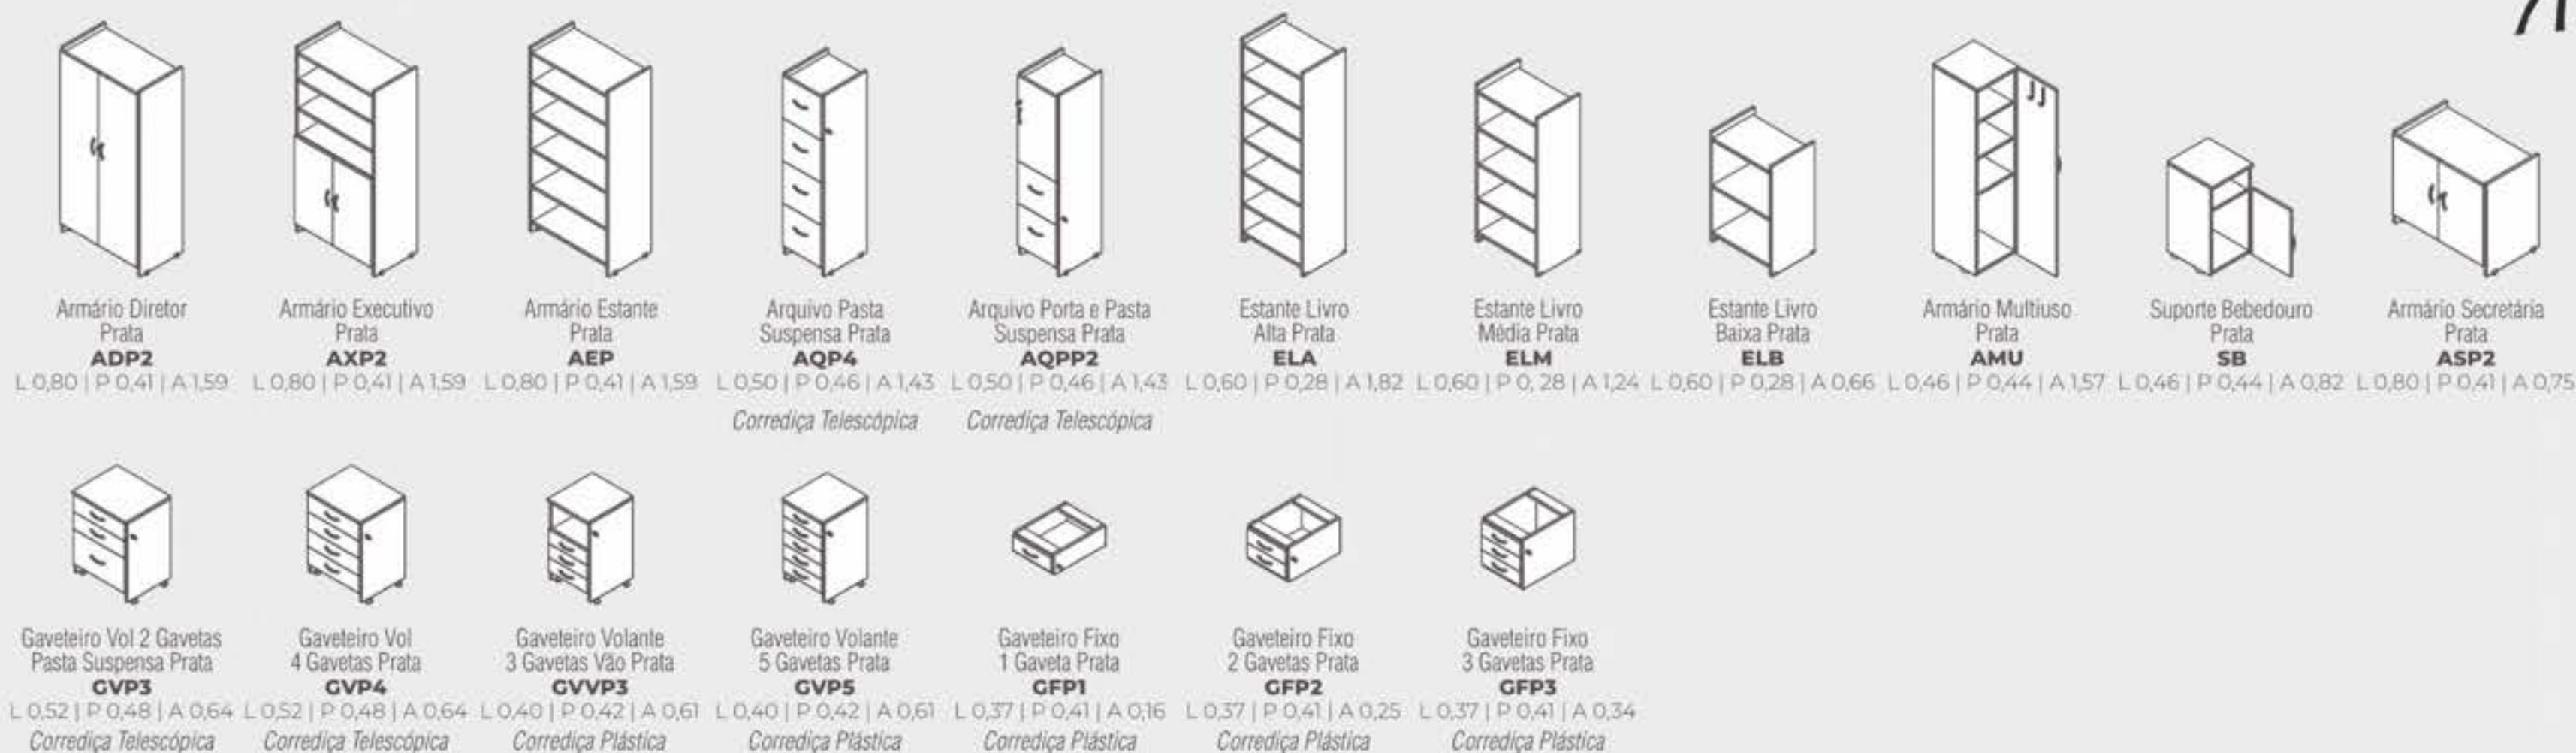 Armário Diretor
Prata
ADP2
L 0,80 | P 0,41 | A 1,59
Armário Executivo
Prata
AXP2
L 0,80 | P 0,41 | A 1,59
Armário Estante
Prata
AEP
L 0,80 | P 0,41 | A 1,59
Arquivo Pasta
Suspensa Prata
AQP4
L 0,50 | P 0,46 | A 1,43
Corrediça Telescópica
Arquivo Porta e Pasta
Suspensa Prata
AQPP2
L 0,50 | P 0,46 | A 1,43
Corrediça Telescópica
Estante Livro
Alta Prata
ELA
L 0,60 | P 0,28 | A 1,82
Estante Livro
Média Prata
ELM
L 0,60 | P 0, 28 | A 1,24
Estante Livro
Baixa Prata
ELB
L 0,60 | P 0,28 | A 0,66
Armário Multiuso
Prata
AMU
L 0,46 | P 0,44 | A 1,57
Suporte Bebedouro
Prata
SB
L 0,46 | P 0,44 | A 0,82
Armário Secretária
Prata
ASP2
L 0,80 | P 0,41 | A 0,75
Gaveteiro Vol 2 Gavetas
Pasta Suspensa Prata
GVP3
L 0,52 | P 0,48 | A 0,64
Corrediça Telescópica
Gaveteiro Vol
4 Gavetas Prata
GVP4
L 0,52 | P 0,48 | A 0,64
Corrediça Telescópica
Gaveteiro Volante
3 Gavetas Vão Prata
GVVP3
L 0,40 | P 0,42 | A 0,61
Corrediça Plástica
Gaveteiro Volante
5 Gavetas Prata
GVP5
L 0,40 | P 0,42 | A 0,61
Corrediça Plástica
Gaveteiro Fixo
1 Gaveta Prata
GFP1
L 0,37 | P 0,41 | A 0,16
Corrediça Plástica
Gaveteiro Fixo
2 Gavetas Prata
GFP2
L 0,37 | P 0,41 | A 0,25
Corrediça Plástica
Gaveteiro Fixo
3 Gavetas Prata
GFP3
L 0,37 | P 0,41 | A 0,34
Corrediça Plástica